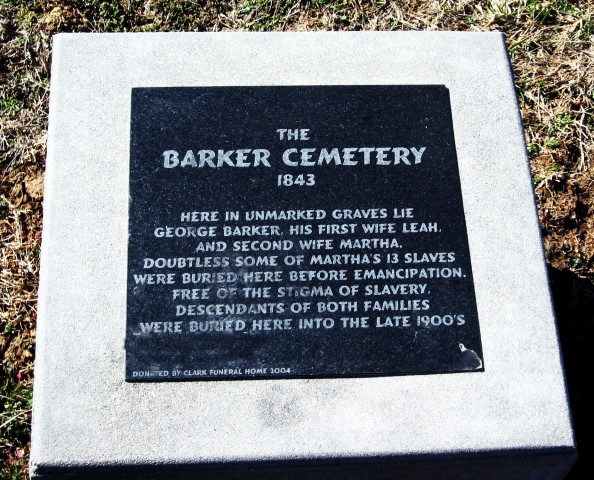 THE
BARKER CEMETERY
1843
HERE IN UNMARKED GRAVES LIE
GEORGE BARKER, HIS FIRST WIFE LEAH,
AND SECOND WIFE MARTHA.
DOUBTLESS SOME OF MARTHA'S 13 SLAVES
WERE BURIED HERE BEFORE EMANCIPATION.
FREE OF THE STIGMA OF SLAVERY,
DESCENDANTS OF BOTH FAMILIES
WERE BURIED HERE INTO THE LATE 1900'S
DONATED BY CLARK FUNERAL HOME 2004